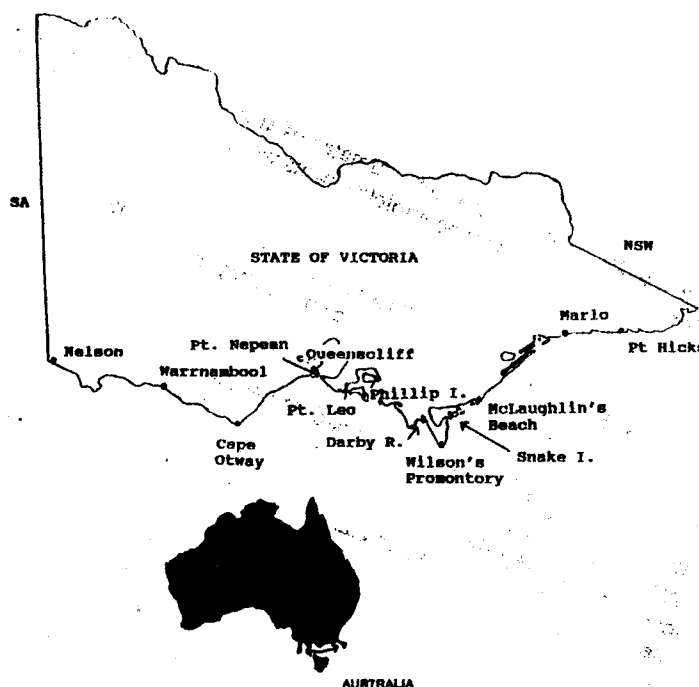 SA
NSW
STATE OF VICTORIA
Marlo
Pt Hicks
Nelson
Pt. Nepean
Queenscliff
Warrnambool
Phillip I.
Pt. Leo
McLaughlin's
Beach
Darby R.
Cape
Otway
Wilson's
Promontory
Snake I.
AUSTRALIA